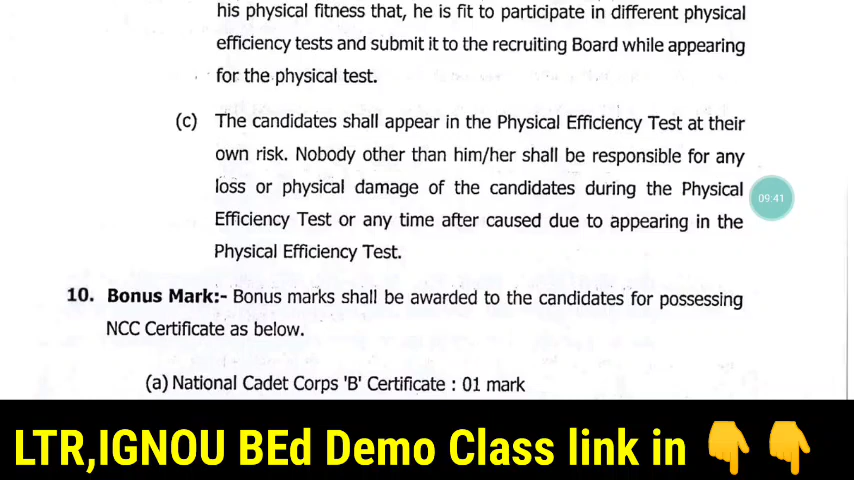 his physical fitness that, he is fit to participate in different physical
efficiency tests and submit it to the recruiting Board while appearing
for the physical test.
(c) The candidates shall appear in the Physical Efficiency Test at their
own risk. Nobody other than him/her shall be responsible for any
loss or physical damage of the candidates during the Physical
Efficiency Test or any time after caused due to appearing in the
Physical Efficiency Test.
09:41
10. Bonus Mark:- Bonus marks shall be awarded to the candidates for possessing
NCC Certificate as below.
(a) National Cadet Corps 'B' Certificate : 01 mark
LTR,IGNOU BEd Demo Class link in 👇 👇